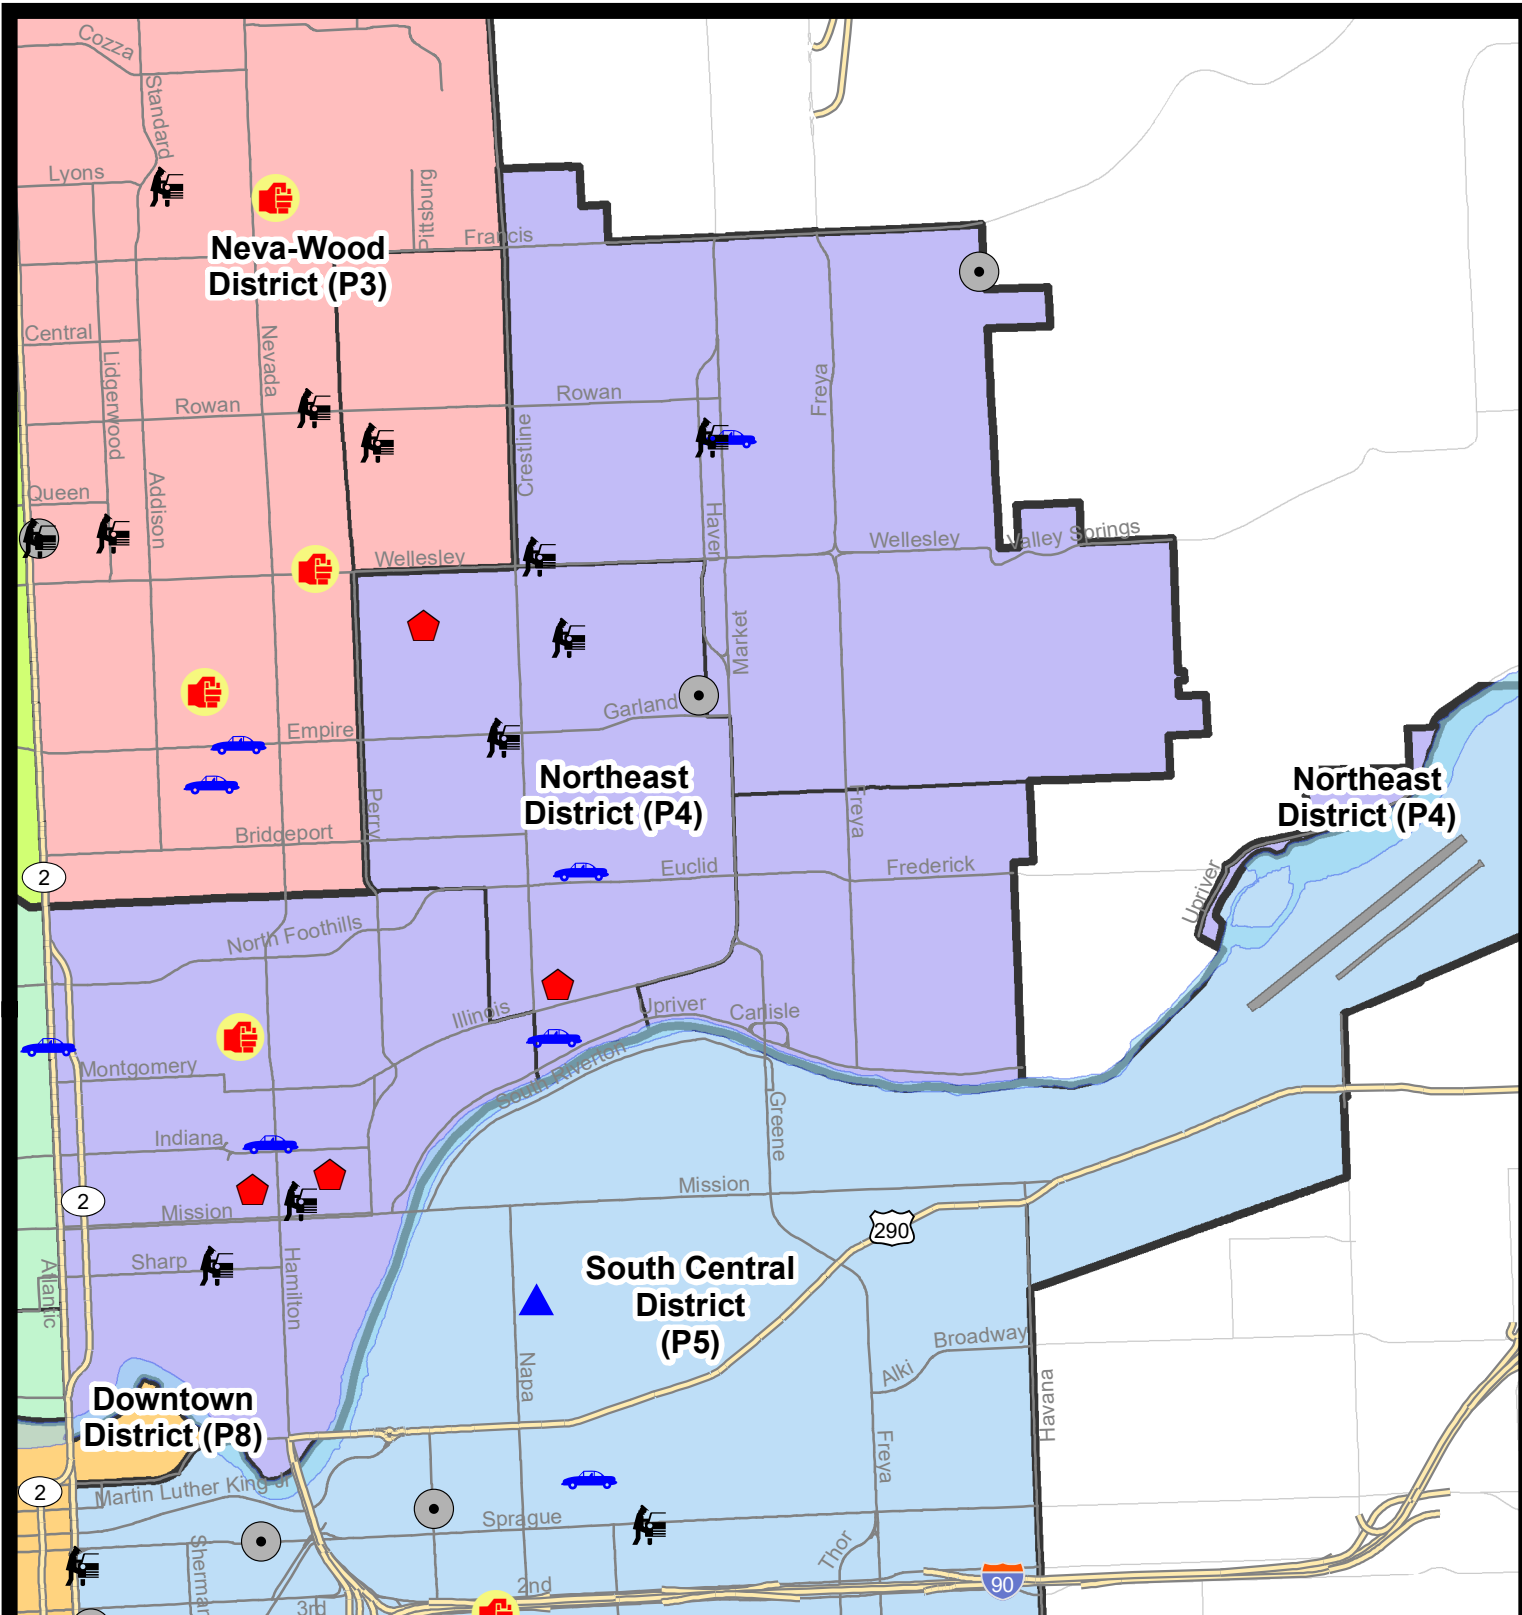 Cozza
Standard
Lyons
Pittsburg
Francis
Neva-Wood
District (P3)
Central
Lidgerwood
Nevada
Rowan
Rowan
Freya
Crestline
Queen
Addison
Haven
Wellesley
Wellesley
Valley Springs
Market
Garland
Empire
Northeast
District (P4)
Northeast
District (P4)
Perry
Freya
Bridgeport
Euclid
Frederick
2
Upriver
North Foothills
Illinois
Upriver
Carlisle
Montgomery
South Riverton
Greene
Indiana
Mission
2
Mission
290
Sharp
Atlantic
Hamilton
South Central
District
(P5)
Broadway
Alki
Napa
Havana
Downtown
District (P8)
Freya
2
Martin Luther King Jr
Sprague
Sherman
Thor
2nd
90
3rd